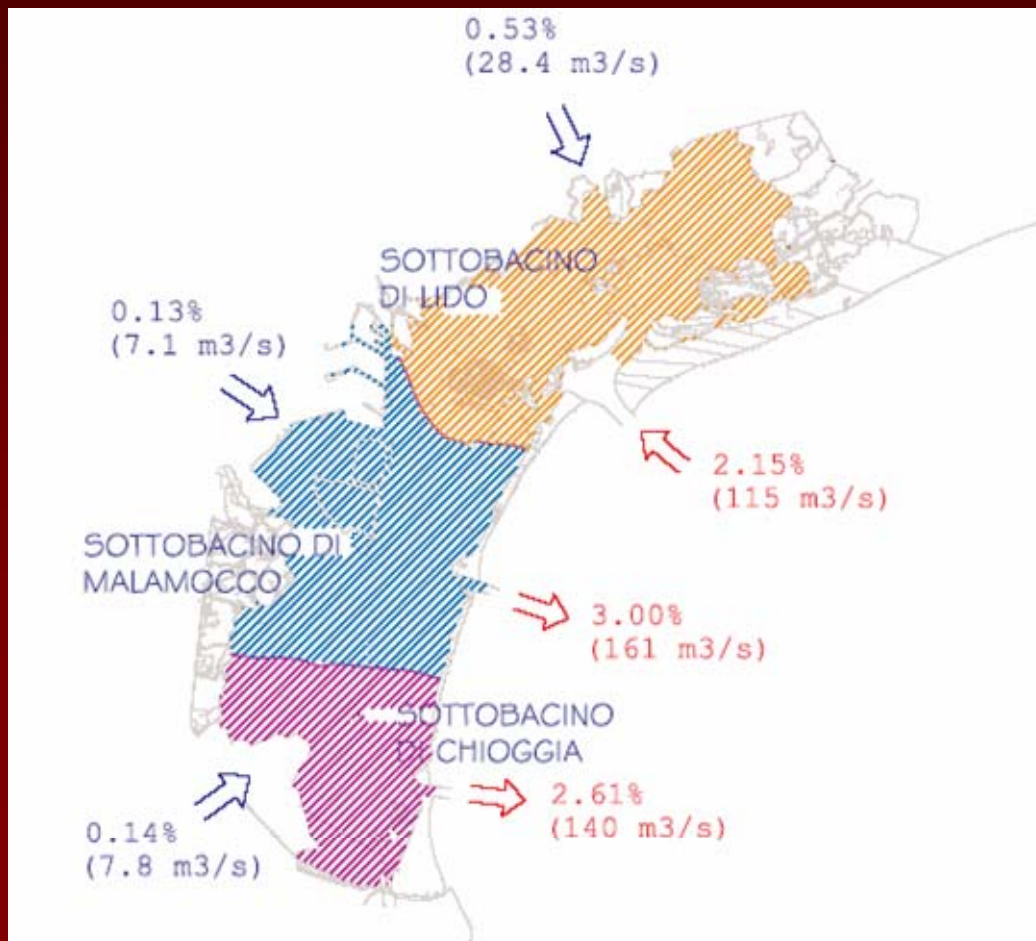 0.53%
(28.4 m3/s)
SOTTOBACINO
DI LIDO
0.13%
(7.1 m3/s)
2.15%
(115 m3/s)
SOTTOBACINO DI
MALAMOCCO
3.00%
(161 m3/s)
SOTTOBACINO
DI CHIOGGIA
2.61%
(140 m3/s)
0.14%
(7.8 m3/s)